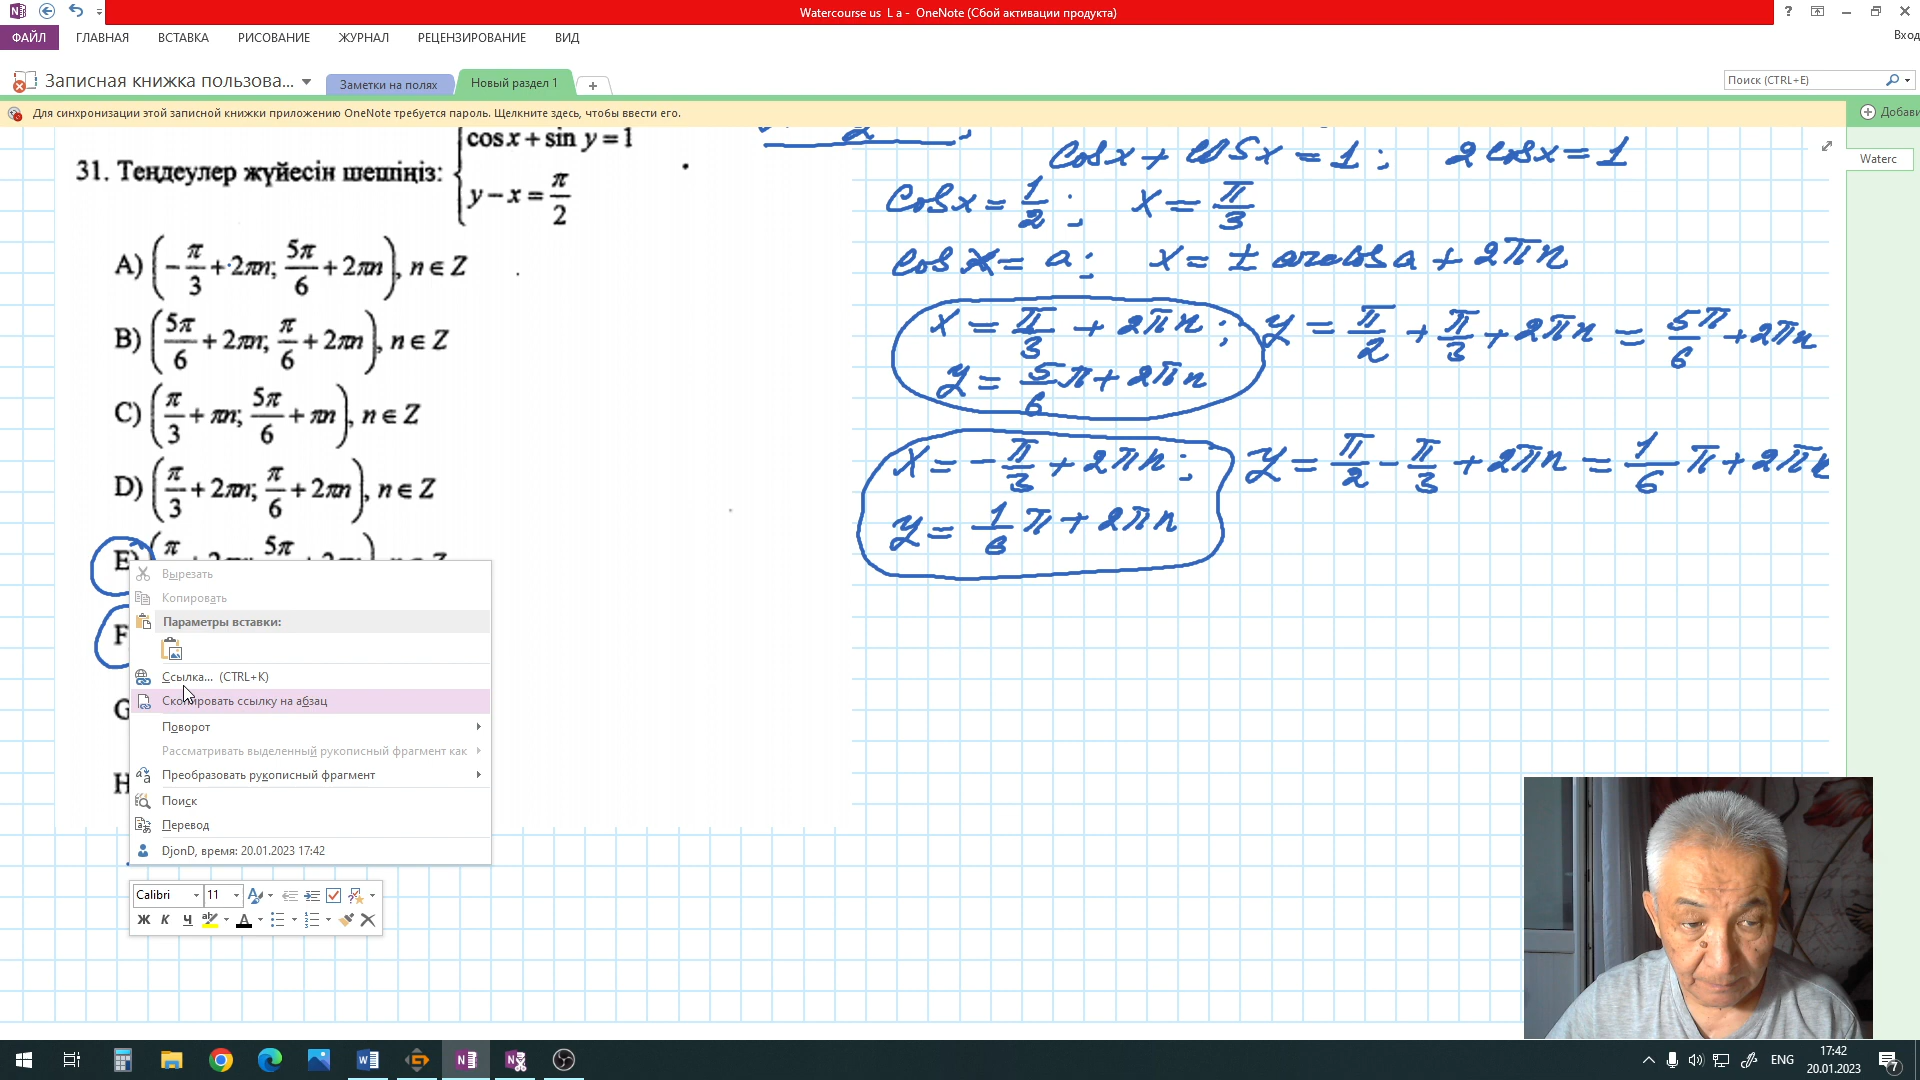 Watercourse us L a - OneNote (Сбой активации продукта)
ФАЙЛ ГЛАВНАЯ ВСТАВКА РИСОВАНИЕ ЖУРНАЛ РЕЦЕНЗИРОВАНИЕ ВИД
Вход
Записная книжка пользова... Заметки на полях Новый раздел 1
Поиск (CTRL+E)
Для синхронизации этой записной книжки приложению OneNote требуется пароль. Щелкните здесь, чтобы ввести его.
Добави
Waterc
31. Теңдеулер жүйесін шешіңіз: { cos x + sin y = 1
y − x = π/2
A) (−π/3 + 2πn; 5π/6 + 2πn), n ∈ Z
B) (5π/6 + 2πn; π/6 + 2πn), n ∈ Z
C) (π/3 + πn; 5π/6 + πn), n ∈ Z
D) (π/3 + 2πn; π/6 + 2πn), n ∈ Z
E)
F
G
H
cos x + cos x = 1; 2 cos x = 1
cos x = 1/2; x = π/3
cos x = a; x = ± arccos a + 2πn
x = π/3 + 2πn; y = π/2 + π/3 + 2πn = 5π/6 + 2πn
y = 5/6 π + 2πn
x = −π/3 + 2πn; y = π/2 − π/3 + 2πn = 1/6 π + 2πn
y = 1/6 π + 2πn
Вырезать
Копировать
Параметры вставки:
Ссылка... (CTRL+K)
Скопировать ссылку на абзац
Поворот
Рассматривать выделенный рукописный фрагмент как
Преобразовать рукописный фрагмент
Поиск
Перевод
DjonD, время: 20.01.2023 17:42
Calibri 11
Ж К Ч
ENG
17:42
20.01.2023
7